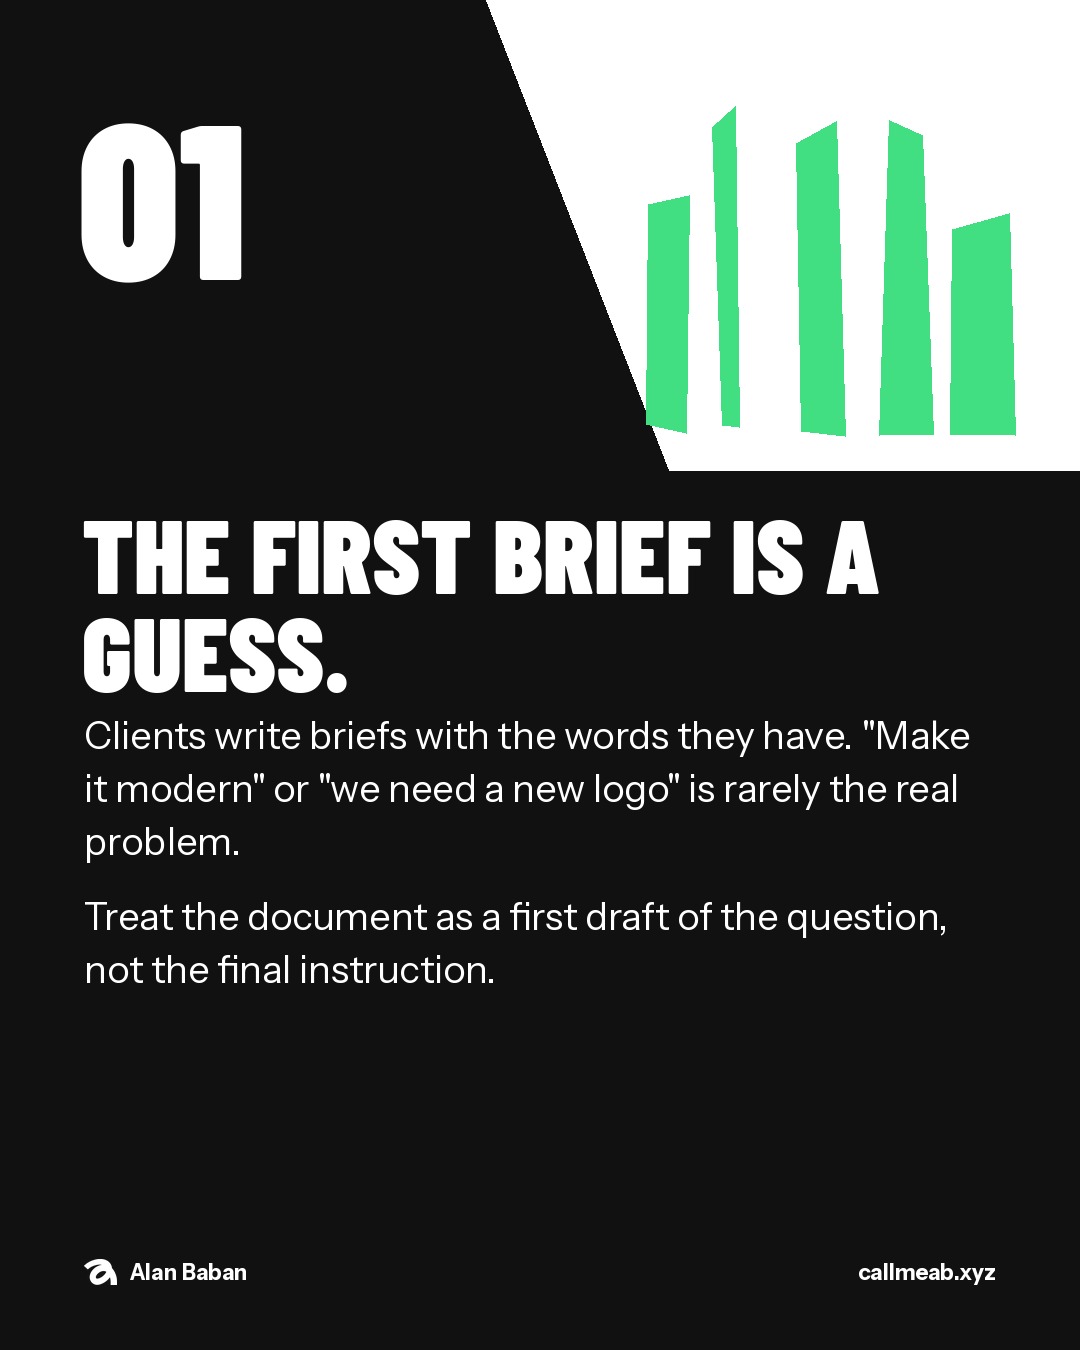 01
THE FIRST BRIEF IS A
GUESS.
Clients write briefs with the words they have. "Make
it modern" or "we need a new logo" is rarely the real
problem.
Treat the document as a first draft of the question,
not the final instruction.
Alan Baban
callmeab.xyz